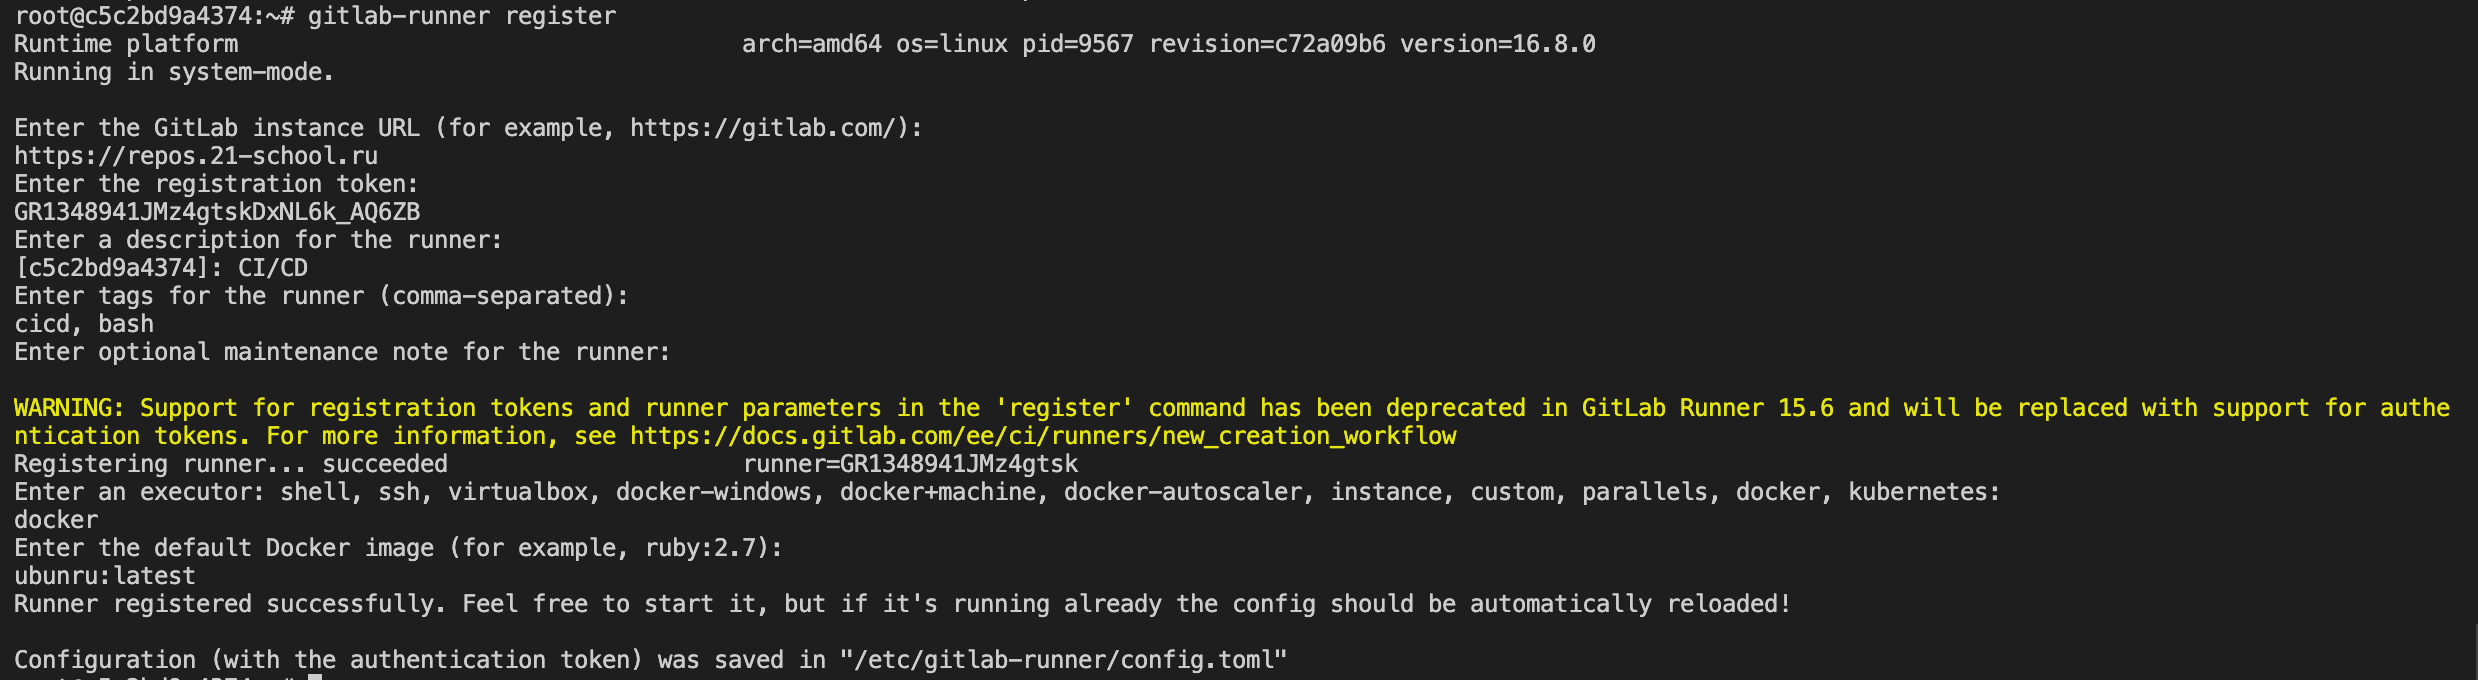 root@c5c2bd9a4374:~# gitlab-runner register
Runtime platform                                    arch=amd64 os=linux pid=9567 revision=c72a09b6 version=16.8.0
Running in system-mode.
Enter the GitLab instance URL (for example, https://gitlab.com/):
https://repos.21-school.ru
Enter the registration token:
GR1348941JMz4gtskDxNL6k_AQ6ZB
Enter a description for the runner:
[c5c2bd9a4374]: CI/CD
Enter tags for the runner (comma-separated):
cicd, bash
Enter optional maintenance note for the runner:
WARNING: Support for registration tokens and runner parameters in the 'register' command has been deprecated in GitLab Runner 15.6 and will be replaced with support for authe
ntication tokens. For more information, see https://docs.gitlab.com/ee/ci/runners/new_creation_workflow
Registering runner... succeeded                     runner=GR1348941JMz4gtsk
Enter an executor: shell, ssh, virtualbox, docker-windows, docker+machine, docker-autoscaler, instance, custom, parallels, docker, kubernetes:
docker
Enter the default Docker image (for example, ruby:2.7):
ubunru:latest
Runner registered successfully. Feel free to start it, but if it's running already the config should be automatically reloaded!
Configuration (with the authentication token) was saved in "/etc/gitlab-runner/config.toml"